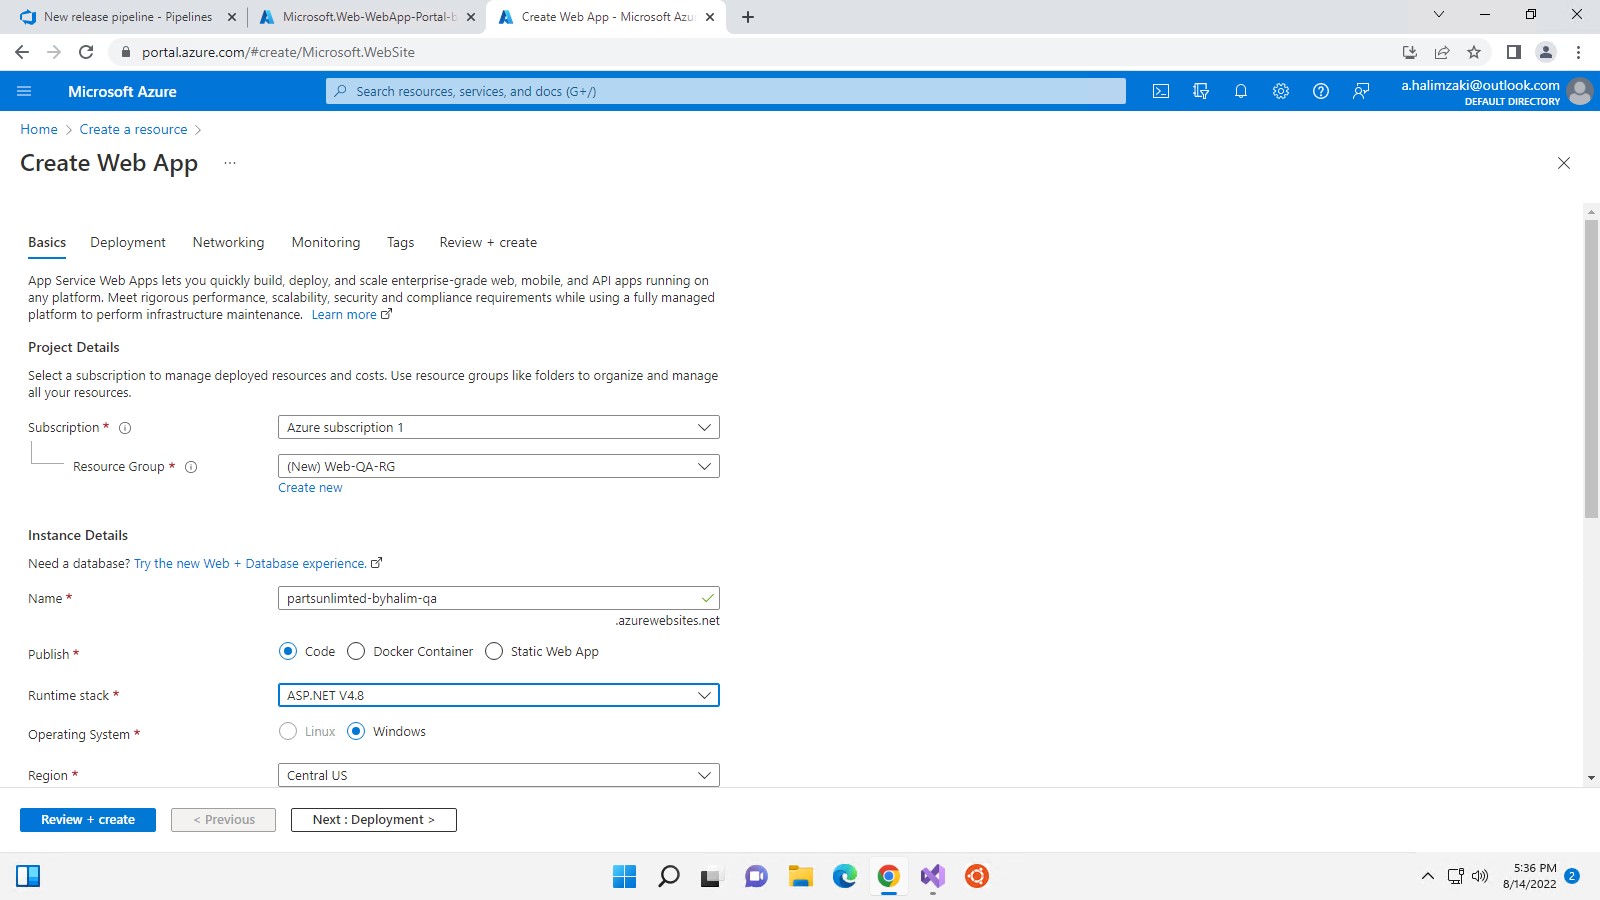 New release pipeline - Pipelines
Microsoft.Web-WebApp-Portal-b
Create Web App - Microsoft Azu
portal.azure.com/#create/Microsoft.WebSite
Microsoft Azure
Search resources, services, and docs (G+/)
a.halimzaki@outlook.com
DEFAULT DIRECTORY
Home > Create a resource >
Create Web App ...
Basics Deployment Networking Monitoring Tags Review + create
App Service Web Apps lets you quickly build, deploy, and scale enterprise-grade web, mobile, and API apps running on
any platform. Meet rigorous performance, scalability, security and compliance requirements while using a fully managed
platform to perform infrastructure maintenance. Learn more
Project Details
Select a subscription to manage deployed resources and costs. Use resource groups like folders to organize and manage
all your resources.
Subscription * Azure subscription 1
Resource Group * (New) Web-QA-RG
Create new
Instance Details
Need a database? Try the new Web + Database experience.
Name * partsunlimted-byhalim-qa
.azurewebsites.net
Publish * Code Docker Container Static Web App
Runtime stack * ASP.NET V4.8
Operating System * Linux Windows
Region * Central US
Review + create < Previous Next : Deployment >
5:36 PM
8/14/2022
2